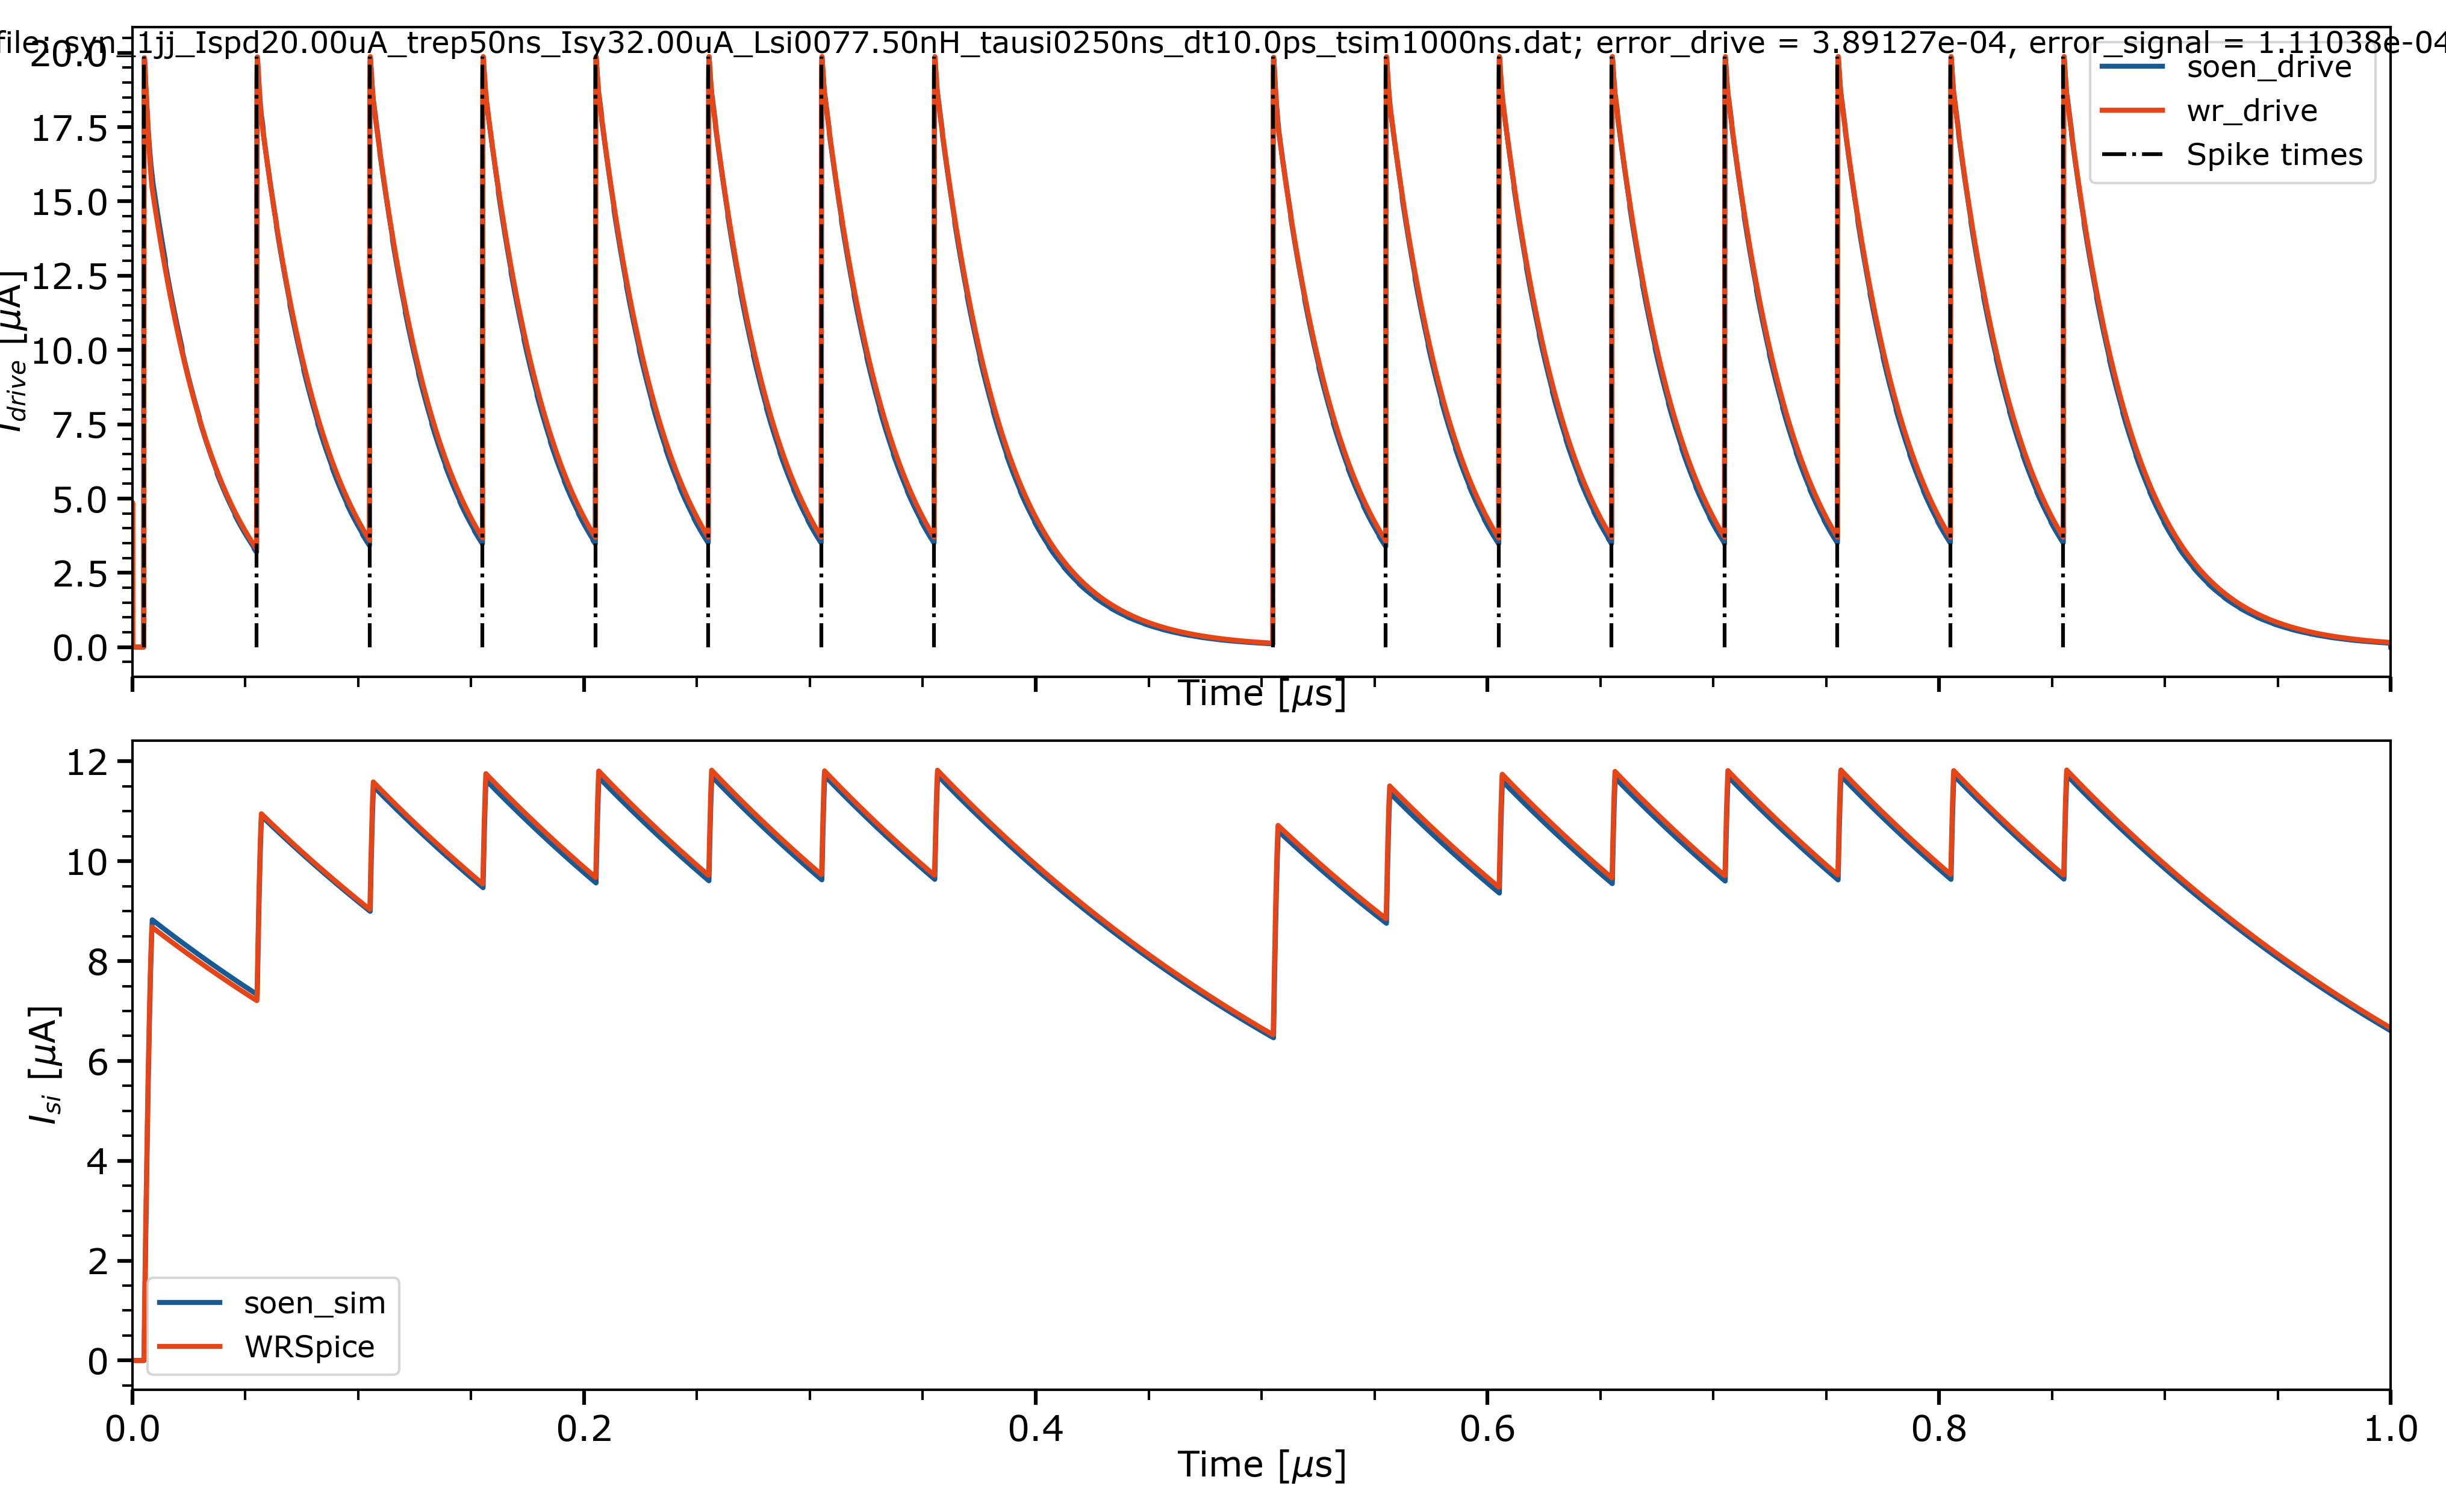 file: syn_1jj_Ispd20.00uA_trep50ns_Isy32.00uA_Lsi0077.50nH_tausi0250ns_dt10.0ps_tsim1000ns.dat; error_drive = 3.89127e-04, error_signal = 1.11038e-04
20.0
17.5
15.0
12.5
10.0
7.5
5.0
2.5
0.0
I_drive [μA]
soen_drive
wr_drive
Spike times
Time [μs]
12
10
8
6
4
2
0
I_si [μA]
soen_sim
WRSpice
0.0 0.2 0.4 0.6 0.8 1.0
Time [μs]